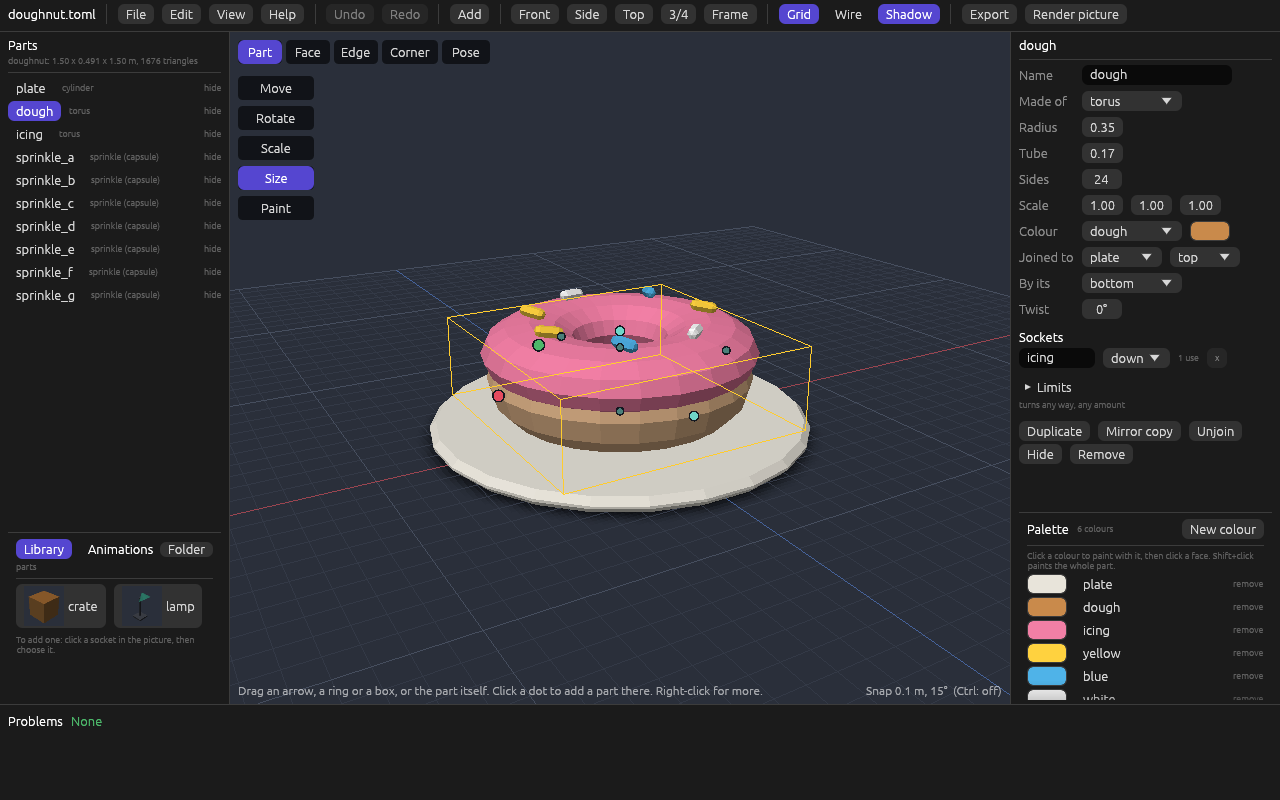 doughnut.toml File Edit View Help Undo Redo Add Front Side Top 3/4 Frame Grid Wire Shadow Export Render picture
Parts
doughnut: 1.50 x 0.491 x 1.50 m, 1676 triangles
plate cylinder hide
dough torus hide
icing torus hide
sprinkle_a sprinkle (capsule) hide
sprinkle_b sprinkle (capsule) hide
sprinkle_c sprinkle (capsule) hide
sprinkle_d sprinkle (capsule) hide
sprinkle_e sprinkle (capsule) hide
sprinkle_f sprinkle (capsule) hide
sprinkle_g sprinkle (capsule) hide
Library Animations Folder
parts
crate lamp
To add one: click a socket in the picture, then
choose it.
Part Face Edge Corner Pose
Move
Rotate
Scale
Size
Paint
Drag an arrow, a ring or a box, or the part itself. Click a dot to add a part there. Right-click for more.
Snap 0.1 m, 15° (Ctrl: off)
dough
Name dough
Made of torus
Radius 0.35
Tube 0.17
Sides 24
Scale 1.00 1.00 1.00
Colour dough
Joined to plate top
By its bottom
Twist 0°
Sockets
icing down 1 use x
Limits
turns any way, any amount
Duplicate Mirror copy Unjoin
Hide Remove
Palette 6 colours New colour
Click a colour to paint with it, then click a face. Shift+click
paints the whole part.
plate remove
dough remove
icing remove
yellow remove
blue remove
white remove
Problems None